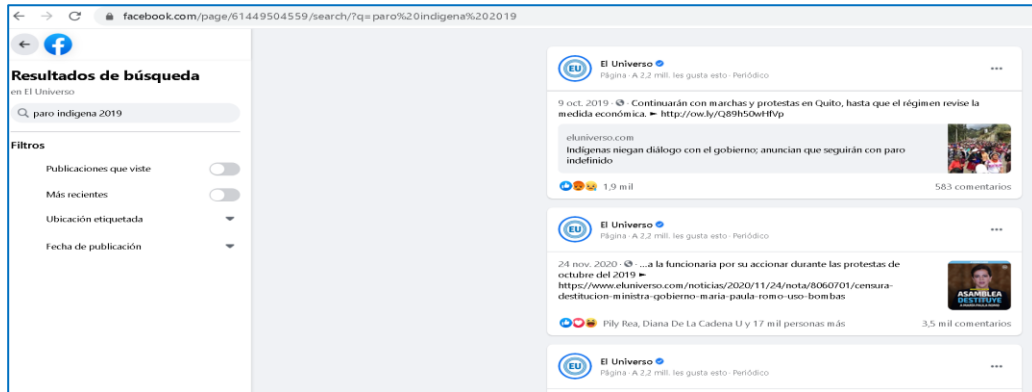 facebook.com/page/61449504559/search/?q=paro%20indigena%202019
Resultados de búsqueda
en El Universo
paro indigena 2019
Filtros
Publicaciones que viste
Más recientes
Ubicación etiquetada
Fecha de publicación
EU
El Universo
Página · A 2,2 mill. les gusta esto · Periódico
9 oct. 2019 · Continuarán con marchas y protestas en Quito, hasta que el régimen revise la
medida económica. ► http://ow.ly/Q89h50wHfVp
eluniverso.com
Indígenas niegan diálogo con el gobierno; anuncian que seguirán con paro
indefinido
1,9 mil
583 comentarios
EU
El Universo
Página · A 2,2 mill. les gusta esto · Periódico
24 nov. 2020 · ...a la funcionaria por su accionar durante las protestas de
octubre del 2019 ►
https://www.eluniverso.com/noticias/2020/11/24/nota/8060701/censura-
destitucion-ministra-gobierno-maria-paula-romo-uso-bombas
ASAMBLEA
DESTITUYE
Pily Rea, Diana De La Cadena U y 17 mil personas más
3,5 mil comentarios
EU
El Universo
Página · A 2,2 mill. les gusta esto · Periódico